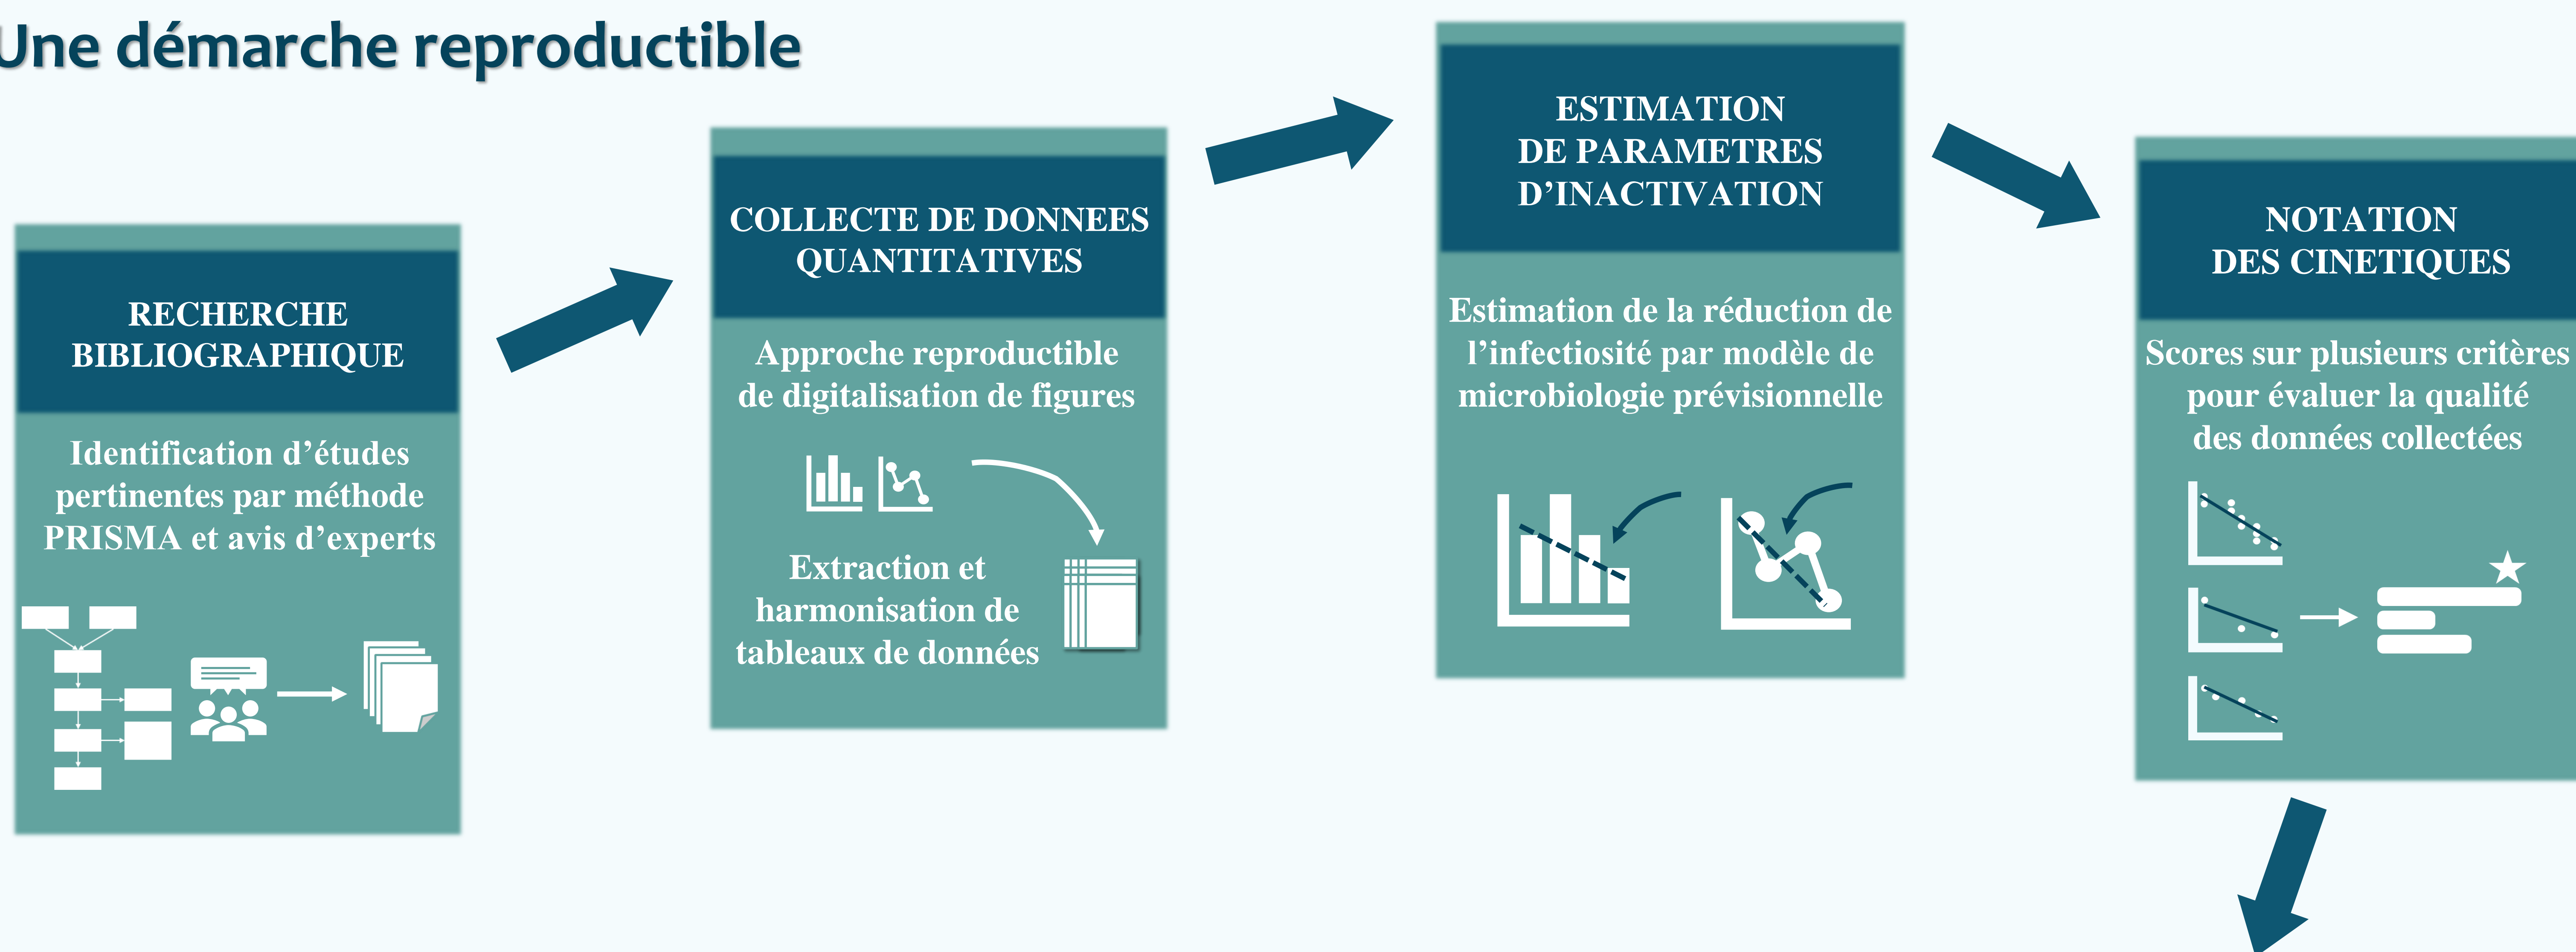 Une démarche reproductible
RECHERCHE
BIBLIOGRAPHIQUE
Identification d’études
pertinentes par méthode
PRISMA et avis d’experts
COLLECTE DE DONNEES
QUANTITATIVES
Approche reproductible
de digitalisation de figures
Extraction et
harmonisation de
tableaux de données
ESTIMATION
DE PARAMETRES
D’INACTIVATION
Estimation de la réduction de
l’infectiosité par modèle de
microbiologie prévisionnelle
NOTATION
DES CINETIQUES
Scores sur plusieurs critères
pour évaluer la qualité
des données collectées